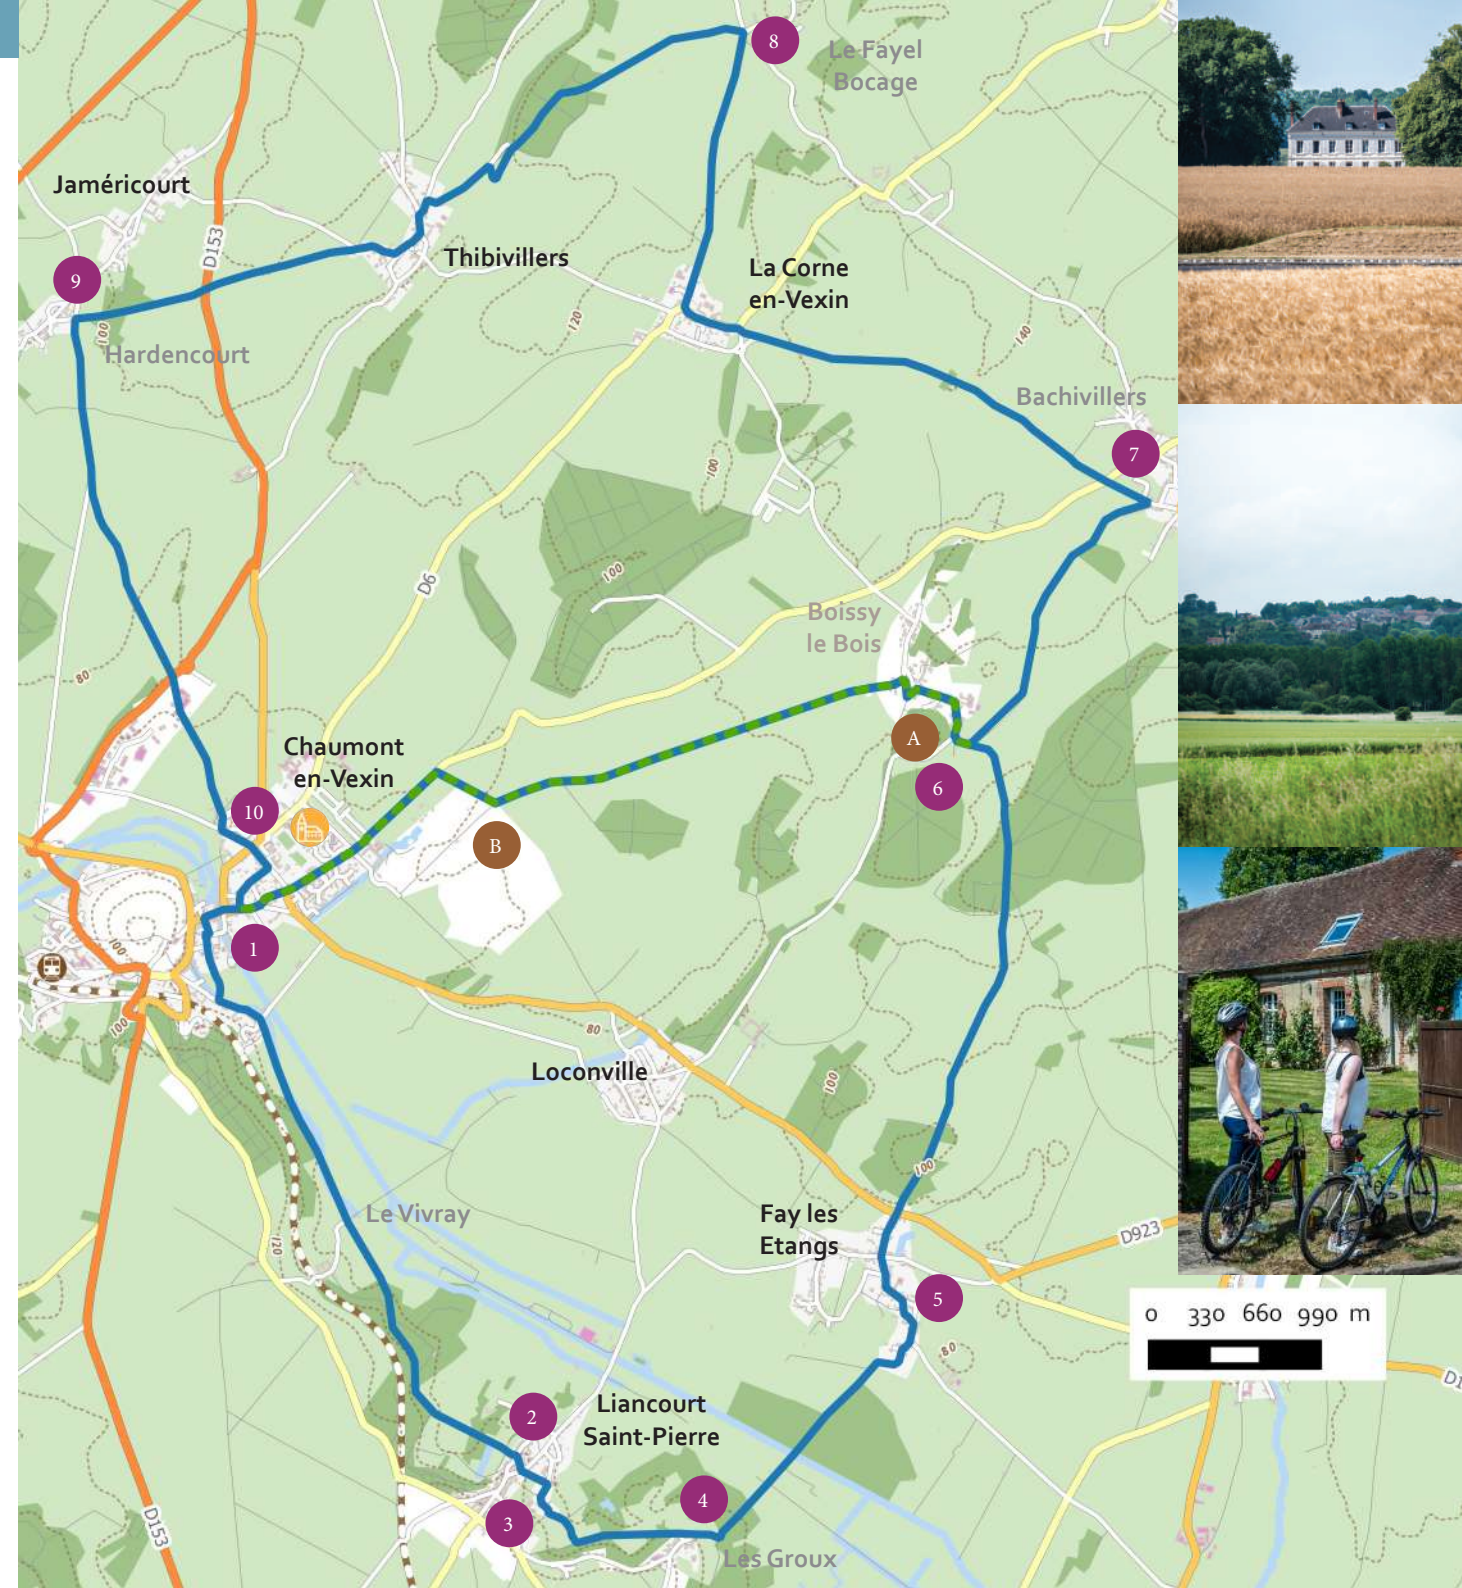 8
Le Fayel
Bocage
Jaméricourt
D153
9
Thibivillers
La Corne
en-Vexin
100
120
140
Hardencourt
Bachivillers
7
100
100
D6
Boissy
le Bois
80
A
6
Chaumont
en-Vexin
10
B
1
100
100
80
Loconville
100
100
Le Vivray
120
Fay les
Etangs
D923
5
0 330 660 990 m
80
D1
2
Liancourt
Saint-Pierre
4
3
D153
Les Groux